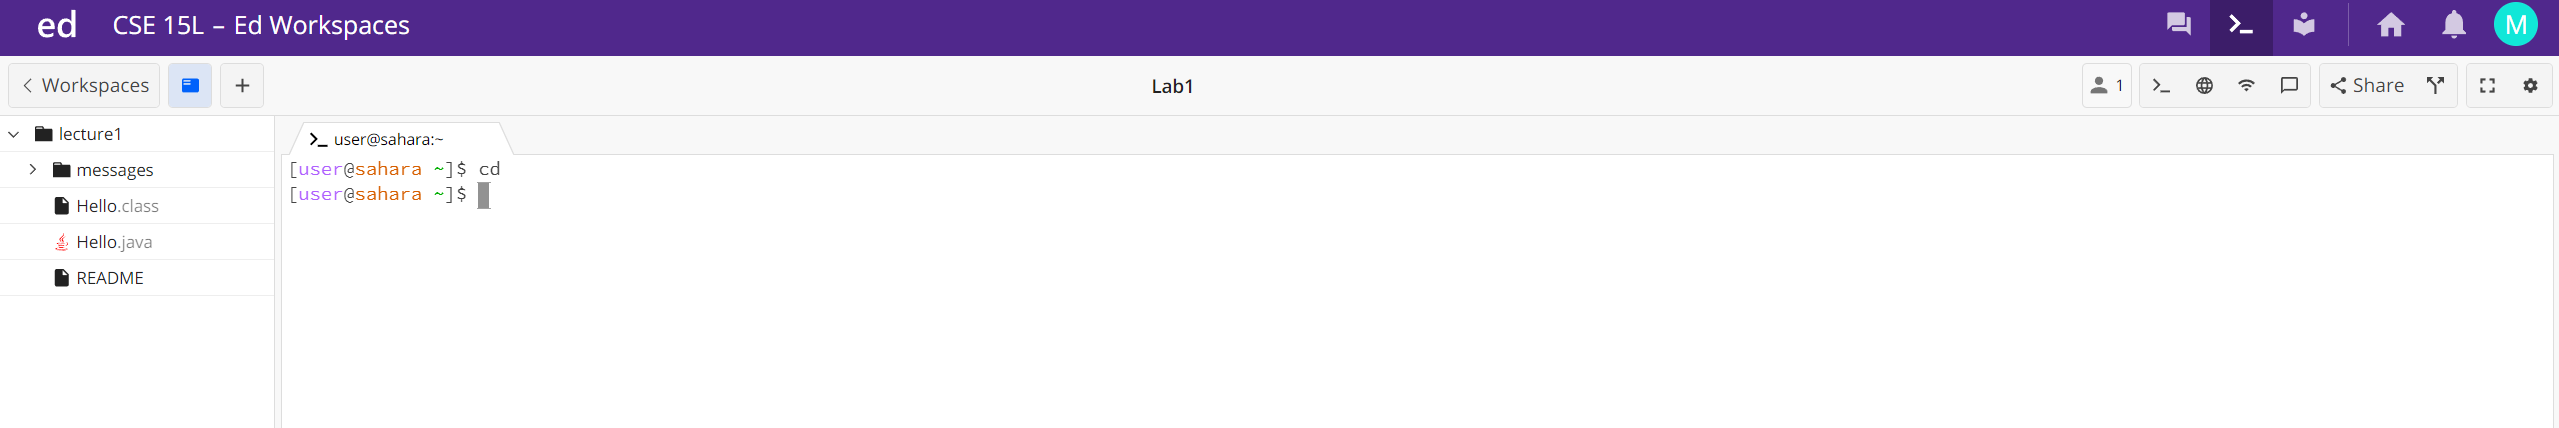 ed CSE 15L – Ed Workspaces M
Workspaces + Lab1 1 Share
lecture1
messages
Hello.class
Hello.java
README
user@sahara:~
[user@sahara ~]$ cd
[user@sahara ~]$